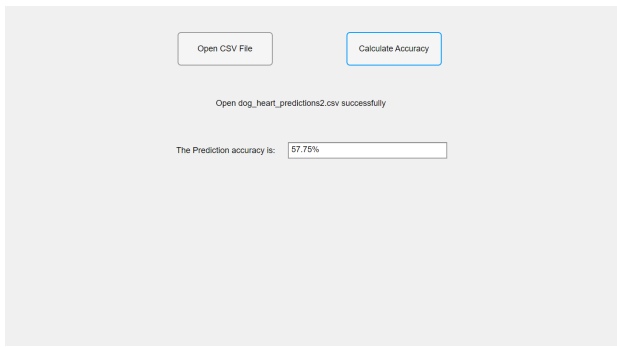 Open CSV File
Calculate Accuracy
Open dog_heart_predictions2.csv successfully
The Prediction accuracy is: 57.75%